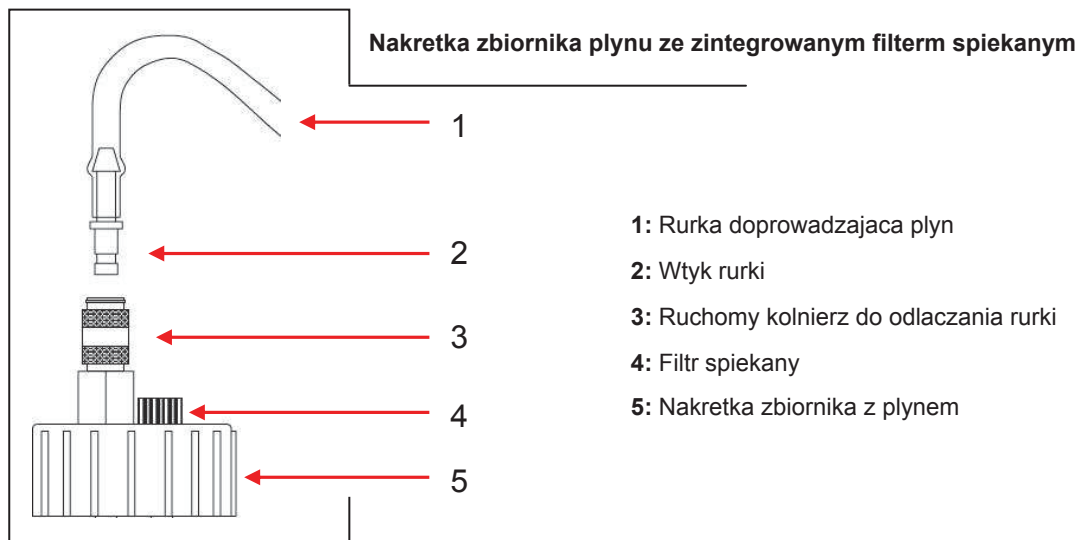 Nakretka zbiornika plynu ze zintegrowanym filterm spiekanym
1
2
3
4
5
1: Rurka doprowadzajaca plyn
2: Wtyk rurki
3: Ruchomy kolnierz do odlaczania rurki
4: Filtr spiekany
5: Nakretka zbiornika z plynem